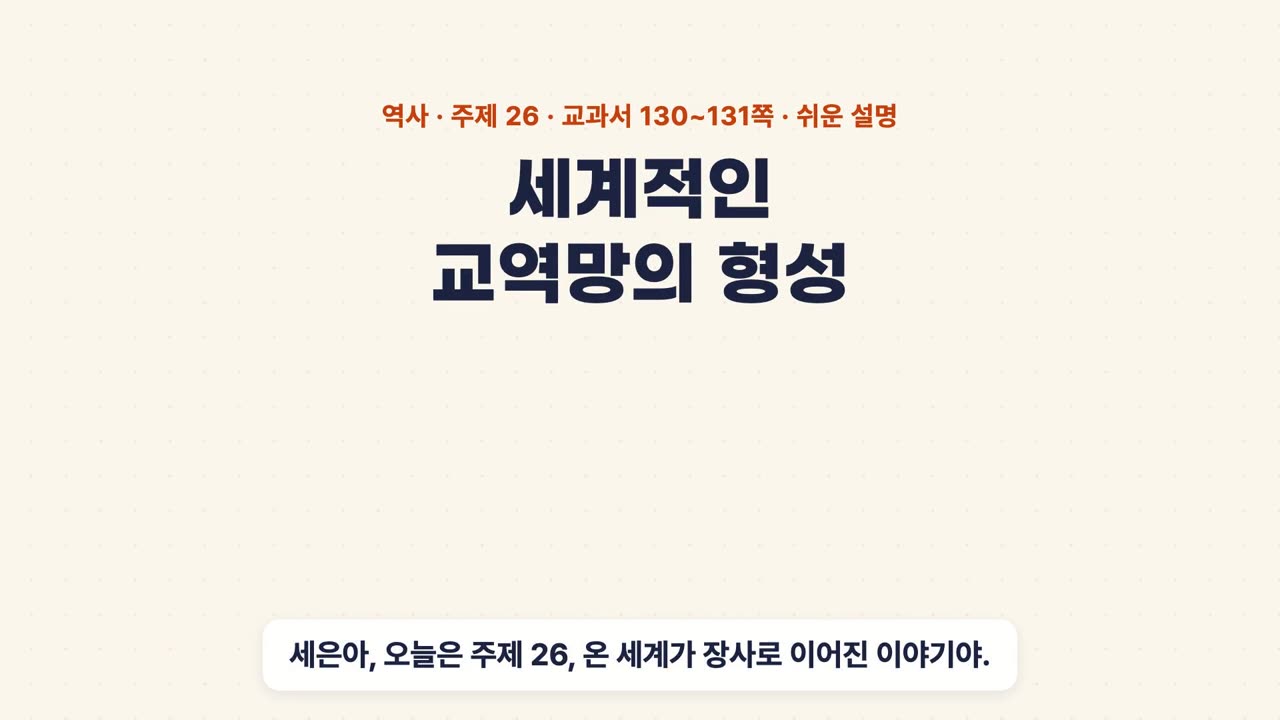 역사 · 주제 26 · 교과서 130~131쪽 · 쉬운 설명
세계적인
교역망의 형성
세은아, 오늘은 주제 26, 온 세계가 장사로 이어진 이야기야.